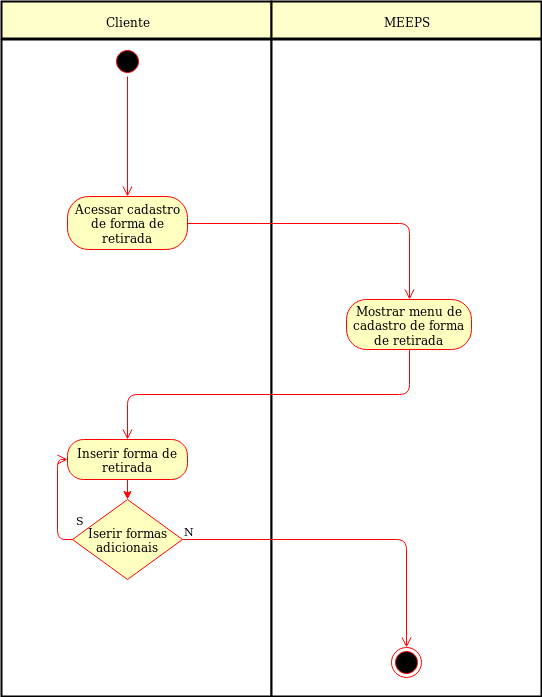 Cliente
MEEPS
Acessar cadastro
de forma de
retirada
Mostrar menu de
cadastro de forma
de retirada
Inserir forma de
retirada
S
Iserir formas
adicionais
N